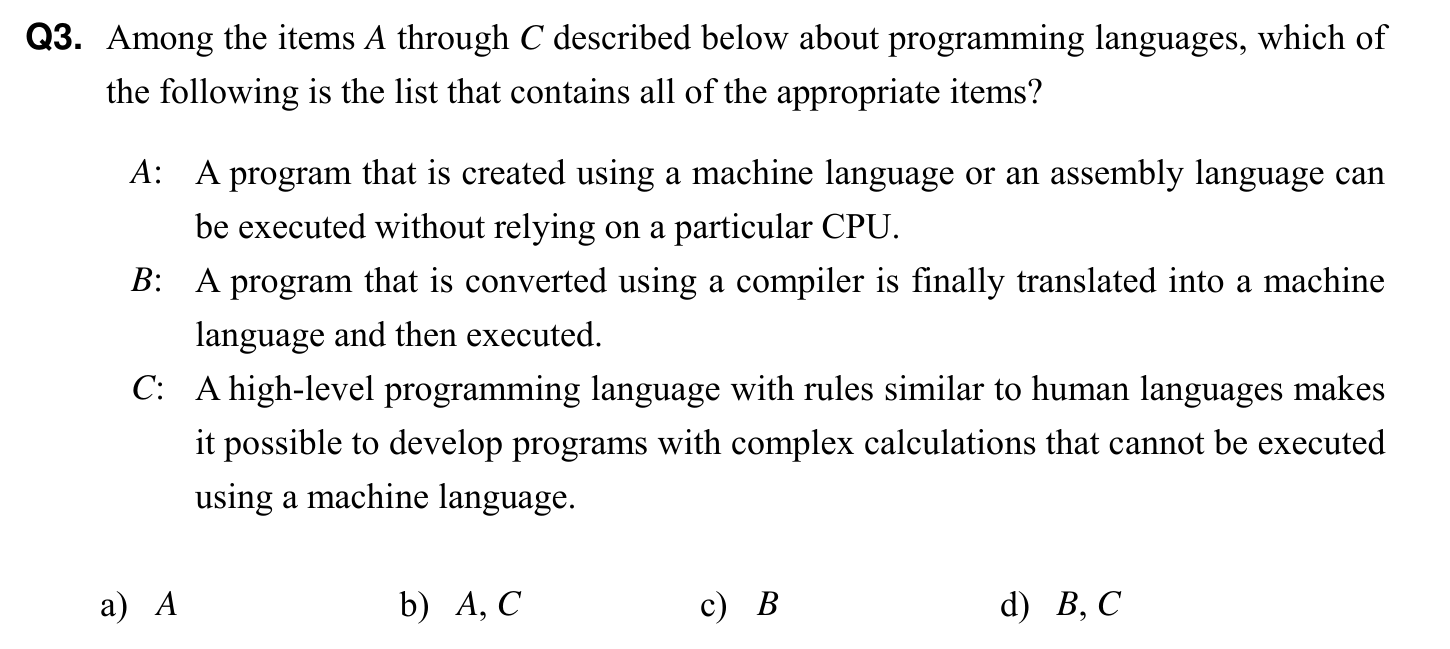 Q3. Among the items A through C described below about programming languages, which of
the following is the list that contains all of the appropriate items?
A: A program that is created using a machine language or an assembly language can
be executed without relying on a particular CPU.
B: A program that is converted using a compiler is finally translated into a machine
language and then executed.
C: A high-level programming language with rules similar to human languages makes
it possible to develop programs with complex calculations that cannot be executed
using a machine language.
a) A b) A, C c) B d) B, C